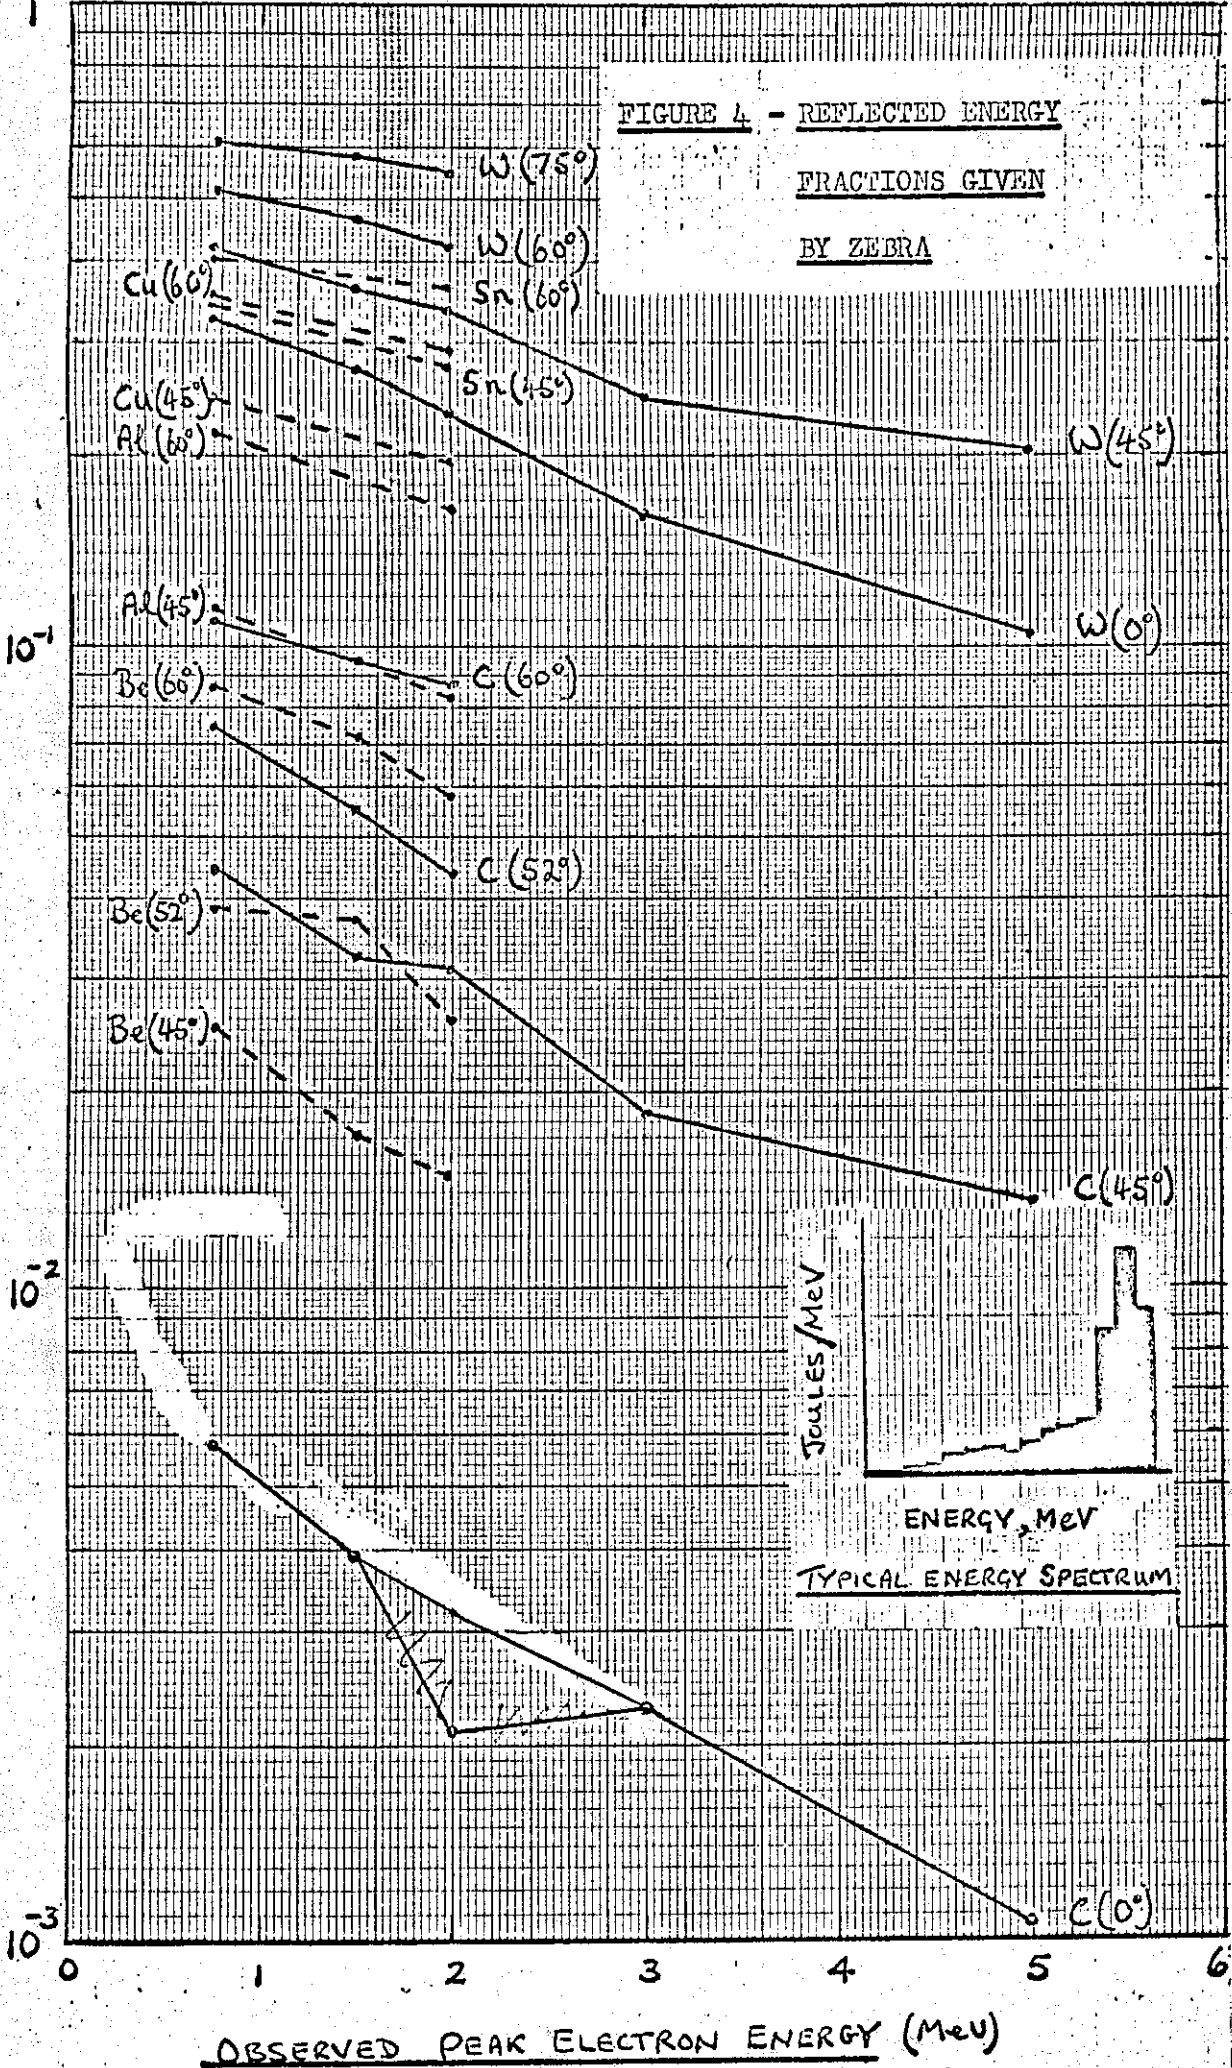 1
FIGURE 4 - REFLECTED ENERGY
FRACTIONS GIVEN
BY ZEBRA
W(75°)
W(60°)
Sn(60°)
Cu(60°)
Sn(45°)
Cu(45°)
Al(60°)
W(45°)
Al(45°)
W(0°)
10⁻¹
C(60°)
Be(60°)
C(52°)
Be(52°)
Be(45°)
C(45°)
10⁻²
JOULES/MeV
ENERGY, MeV
TYPICAL ENERGY SPECTRUM
C(0°)
10⁻³
0 1 2 3 4 5 6
OBSERVED PEAK ELECTRON ENERGY (MeV)